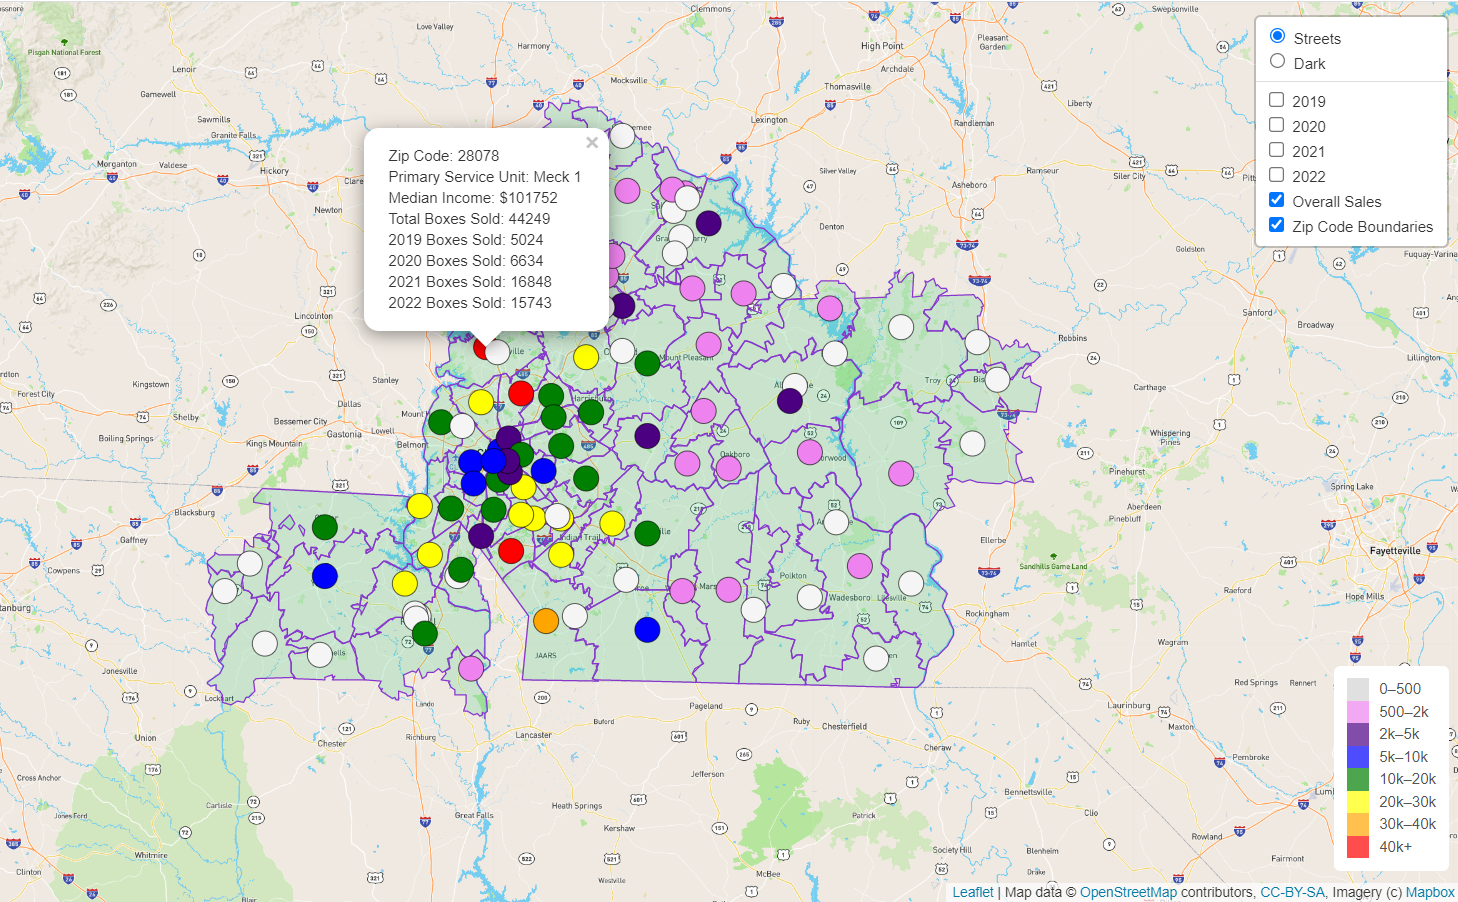 Zip Code: 28078
Primary Service Unit: Meck 1
Median Income: $101752
Total Boxes Sold: 44249
2019 Boxes Sold: 5024
2020 Boxes Sold: 6634
2021 Boxes Sold: 16848
2022 Boxes Sold: 15743
×
Streets
Dark
2019
2020
2021
2022
Overall Sales
Zip Code Boundaries
Clemmons
Swepsonville
Love Valley
Harmony
High Point
Pleasant
Garden
Archdale
Pisgah National Forest
Lenoir
Gamewell
Mocksville
Thomasville
Liberty
Sawmills
Granite Falls
Lexington
Randleman
Morganton
Valdese
Hickory
Silver Valley
Ramseur
Siler City
Asheboro
Newton
Denton
Goldston
Fuquay-Varina
Lincolnton
Sanford
Broadway
Robbins
Lillington
Mount Pleasant
Kingstown
Stanley
Forest City
Shelby
Dallas
Carthage
Boiling Springs
Bessemer City
Kings Mountain
Gastonia
Lowell
Belmont
Harrisburg
Troy
Whispering
Pines
Pinehurst
Oakboro
Spring Lake
Blacksburg
Gaffney
Aberdeen
Pinebluff
Indian Trail
Ellerbe
Fayetteville
Sandhills Game Land
Cowpens
Polkton
Wadesboro
Lilesville
Raeford
Hope Mills
Rockingham
Hamlet
Wagram
JAARS
Jonesville
Lockhart
Red Springs
Rennert
Lando
Pageland
Laurinburg
Maxton
Union
Chester
Richburg
Lancaster
Buford
Ruby
Chesterfield
Cheraw
Pembroke
Cross Anchor
Jefferson
Bennettsville
Carlisle
Heath Springs
Jones Ford
Great Falls
Kershaw
Patrick
Clio
Rowland
Whitmire
Society Hill
Blenheim
Fairmont
Clinton
Westville
McBee
Drake
0–500
500–2k
2k–5k
5k–10k
10k–20k
20k–30k
30k–40k
40k+
Leaflet | Map data © OpenStreetMap contributors, CC-BY-SA, Imagery (c) Mapbox